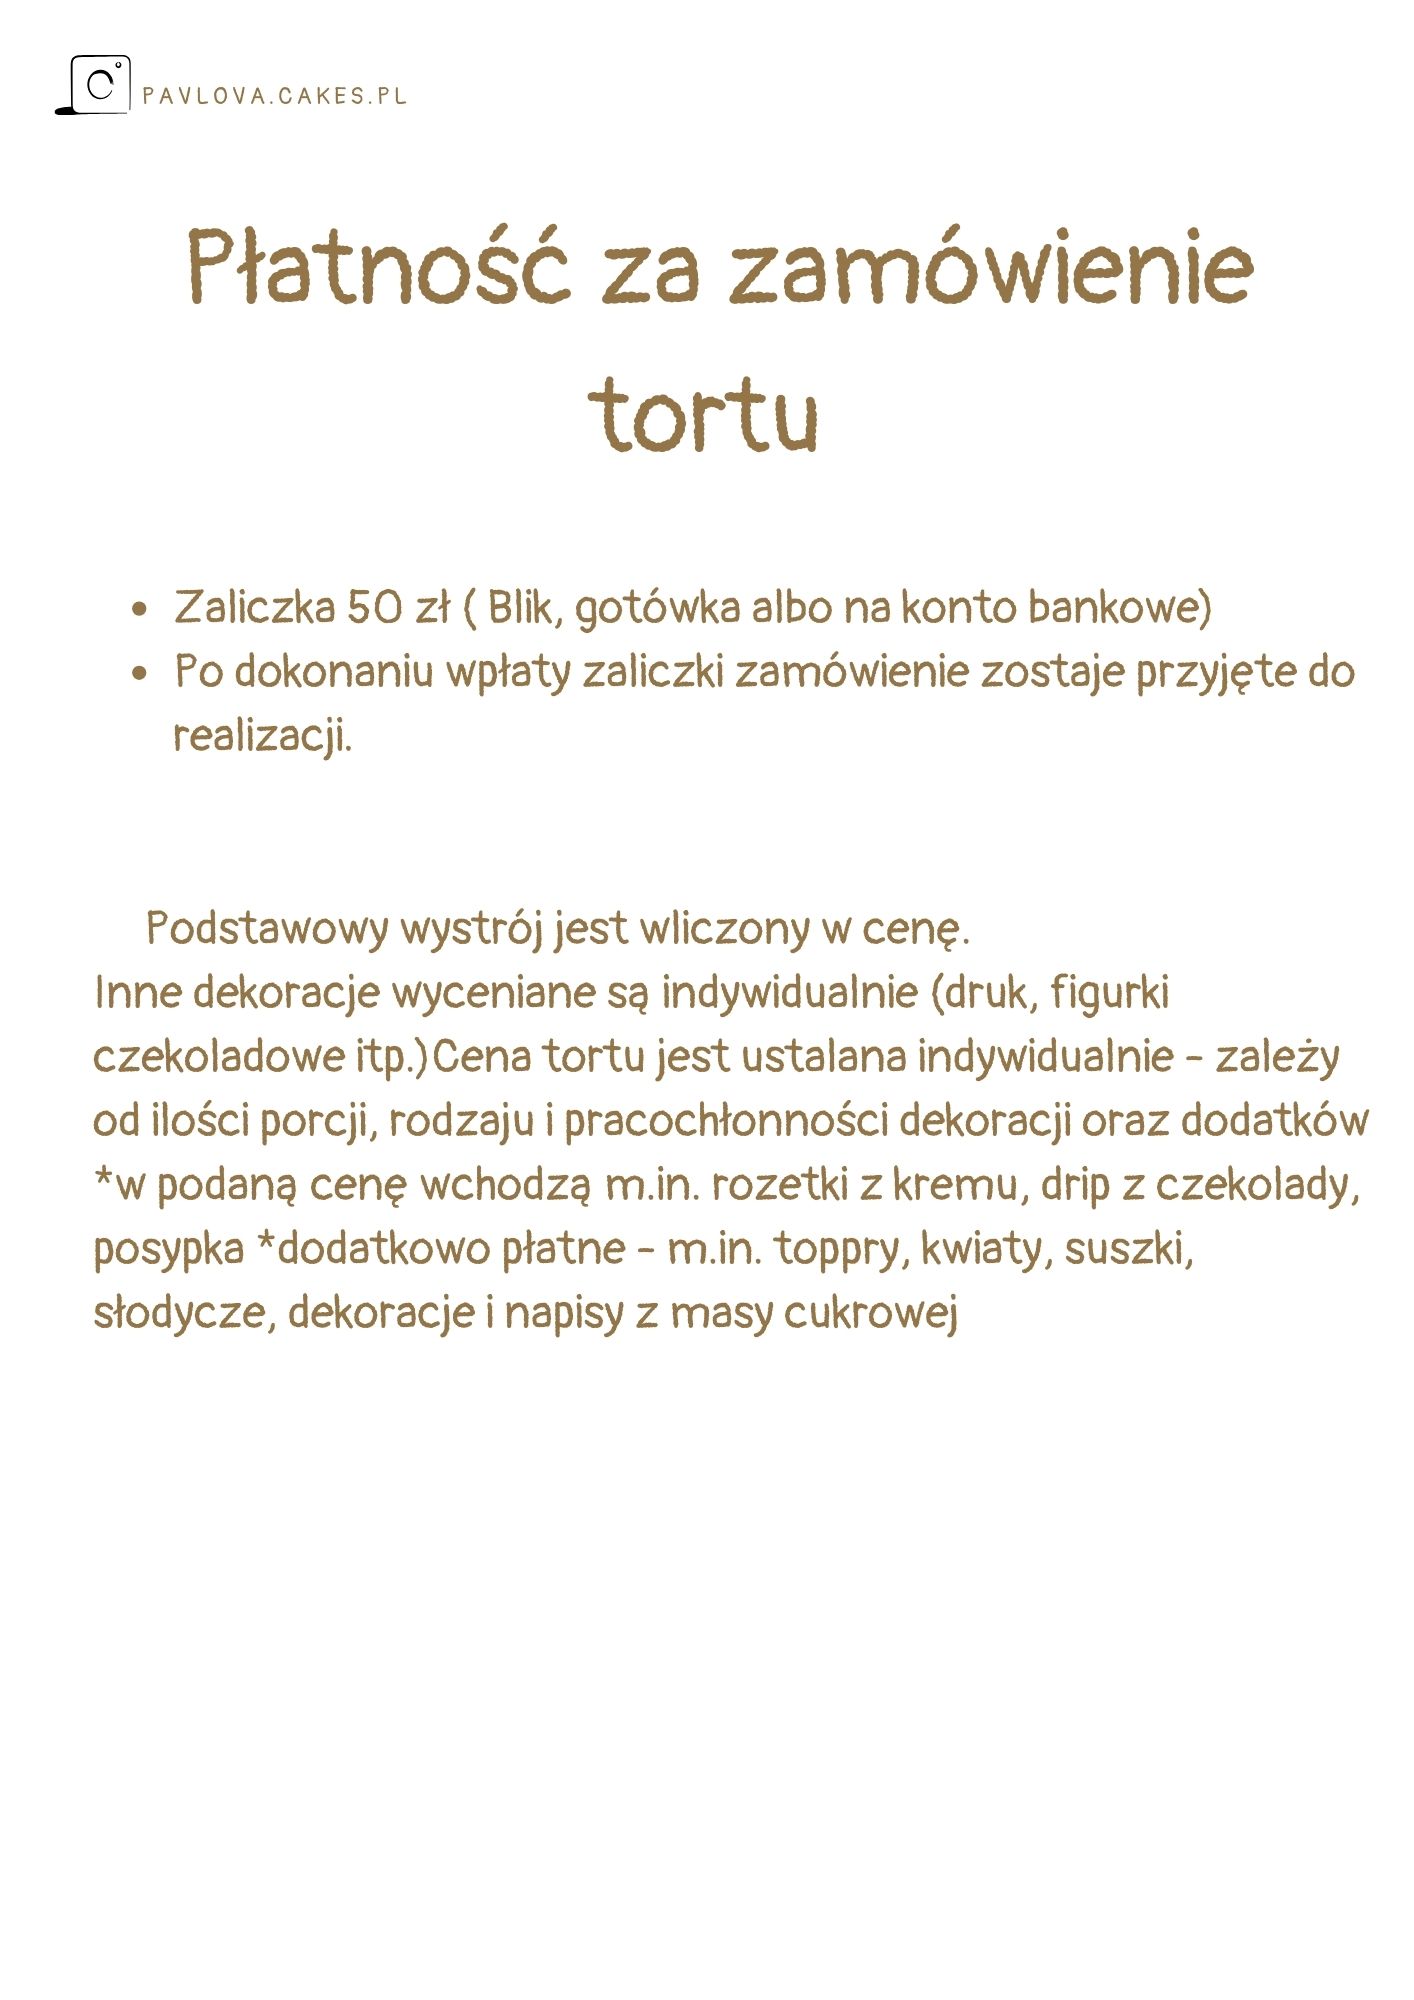 PAVLOVA.CAKES.PL
Płatność za zamówienie
tortu
• Zaliczka 50 zł ( Blik, gotówka albo na konto bankowe)
• Po dokonaniu wpłaty zaliczki zamówienie zostaje przyjęte do
realizacji.
Podstawowy wystrój jest wliczony w cenę.
Inne dekoracje wyceniane są indywidualnie (druk, figurki
czekoladowe itp.)Cena tortu jest ustalana indywidualnie - zależy
od ilości porcji, rodzaju i pracochłonności dekoracji oraz dodatków
*w podaną cenę wchodzą m.in. rozetki z kremu, drip z czekolady,
posypka *dodatkowo płatne - m.in. toppry, kwiaty, suszki,
słodycze, dekoracje i napisy z masy cukrowej